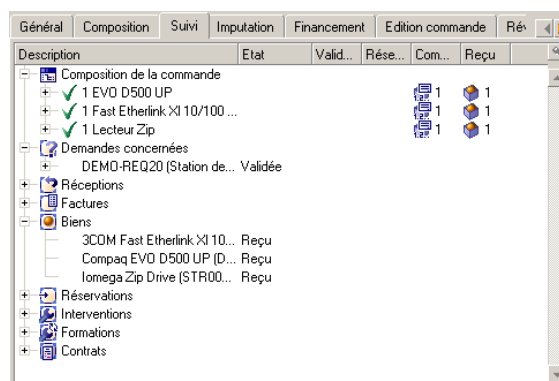 Général Composition Suivi Imputation Financement Edition commande
Description Etat Valid... Rése... Com... Reçu
Composition de la commande
1 EVO D500 UP 1 1
1 Fast Etherlink XI 10/100 ... 1 1
1 Lecteur Zip 1 1
Demandes concernées
DEMO-REQ20 (Station de... Validée
Réceptions
Factures
Biens
3COM Fast Etherlink XI 10... Reçu
Compaq EVO D500 UP (D... Reçu
Iomega Zip Drive (STR00... Reçu
Réservations
Interventions
Formations
Contrats